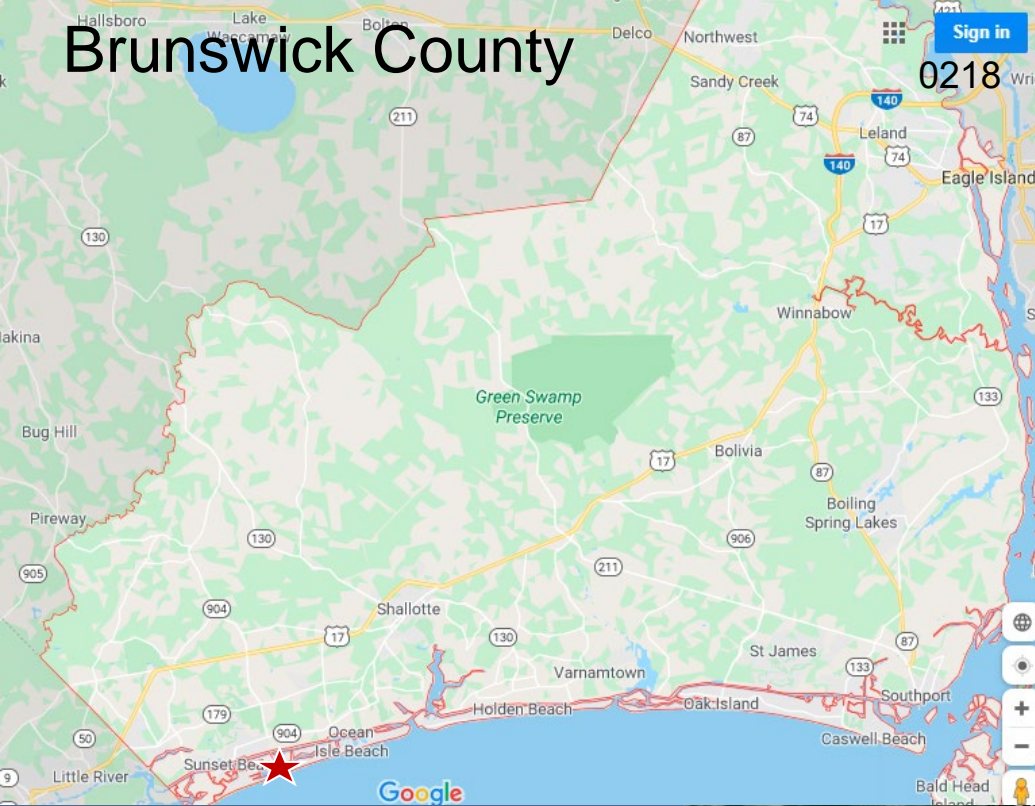 Brunswick County
Sign in
0218
421
Hallsboro
Lake
Waccamaw
Bolton
Delco
Northwest
Sandy Creek
140
74
87
211
Leland
140
74
Eagle Island
130
17
Winnabow
Green Swamp
Preserve
133
Bug Hill
Bolivia
17
87
Boiling
Spring Lakes
Pireway
130
906
905
211
904
Shallotte
17
130
87
St James
133
Varnamtown
Southport
Oak Island
Holden Beach
179
904
Ocean
Isle Beach
50
Caswell Beach
Sunset Bea
9
Little River
Bald Head
Island
Google